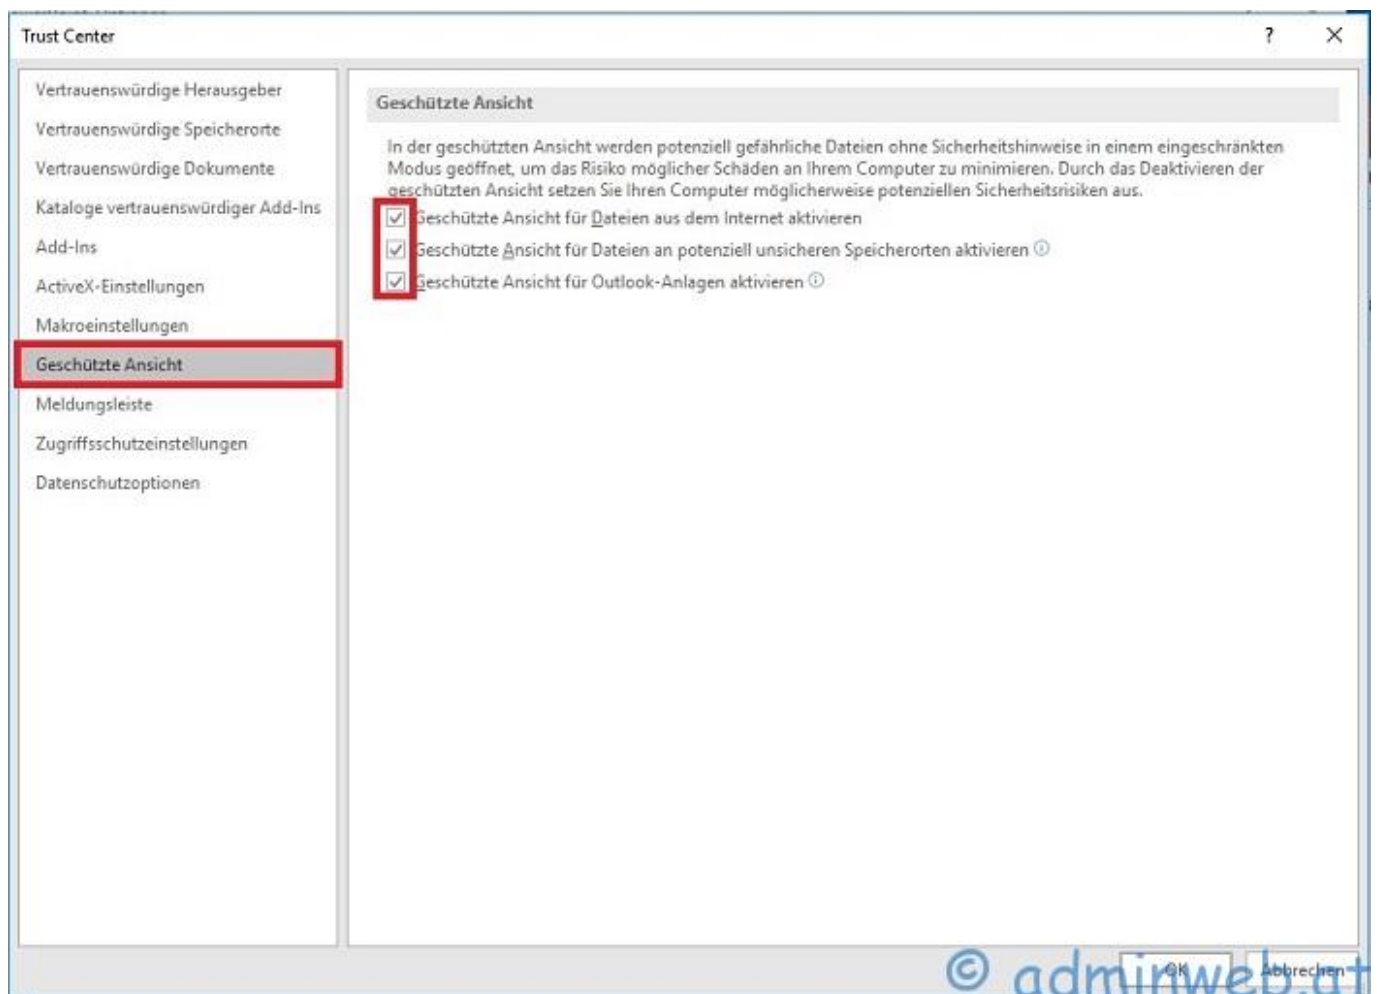 Trust Center
?
Vertrauenswürdige Herausgeber
Vertrauenswürdige Speicherorte
Vertrauenswürdige Dokumente
Kataloge vertrauenswürdiger Add-Ins
Add-Ins
ActiveX-Einstellungen
Makroeinstellungen
Geschützte Ansicht
Meldungsleiste
Zugriffsschutzeinstellungen
Datenschutzoptionen
Geschützte Ansicht
In der geschützten Ansicht werden potenziell gefährliche Dateien ohne Sicherheitshinweise in einem eingeschränkten
Modus geöffnet, um das Risiko möglicher Schäden an Ihrem Computer zu minimieren. Durch das Deaktivieren der
geschützten Ansicht setzen Sie Ihren Computer möglicherweise potenziellen Sicherheitsrisiken aus.
Geschützte Ansicht für Dateien aus dem Internet aktivieren
Geschützte Ansicht für Dateien an potenziell unsicheren Speicherorten aktivieren
Geschützte Ansicht für Outlook-Anlagen aktivieren
OK
Abbrechen
© adminweb.at